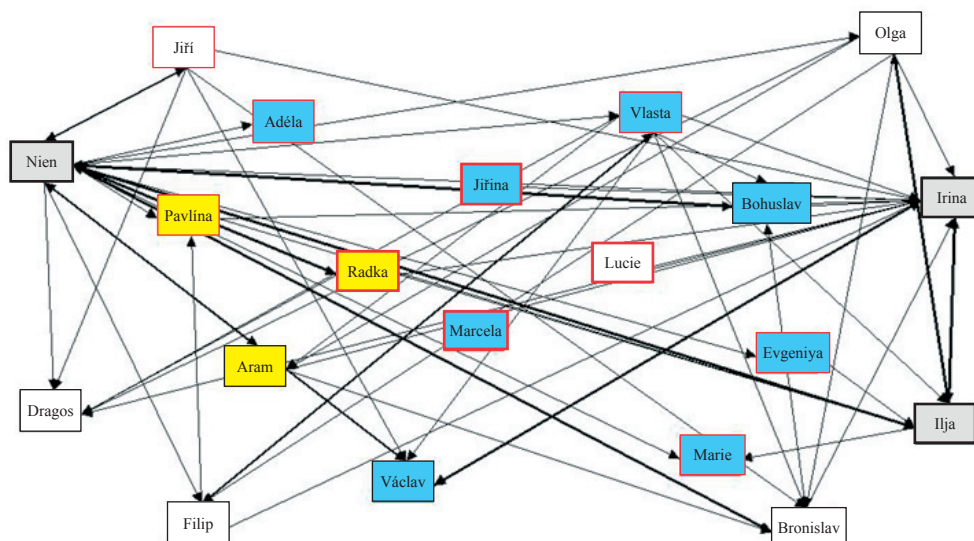 Olga
Jiří
Adéla
Vlasta
Nien
Jiřina
Irina
Bohuslav
Pavlína
Lucie
Radka
Marcela
Evgeniya
Aram
Dragos
Ilja
Marie
Václav
Filip
Bronislav